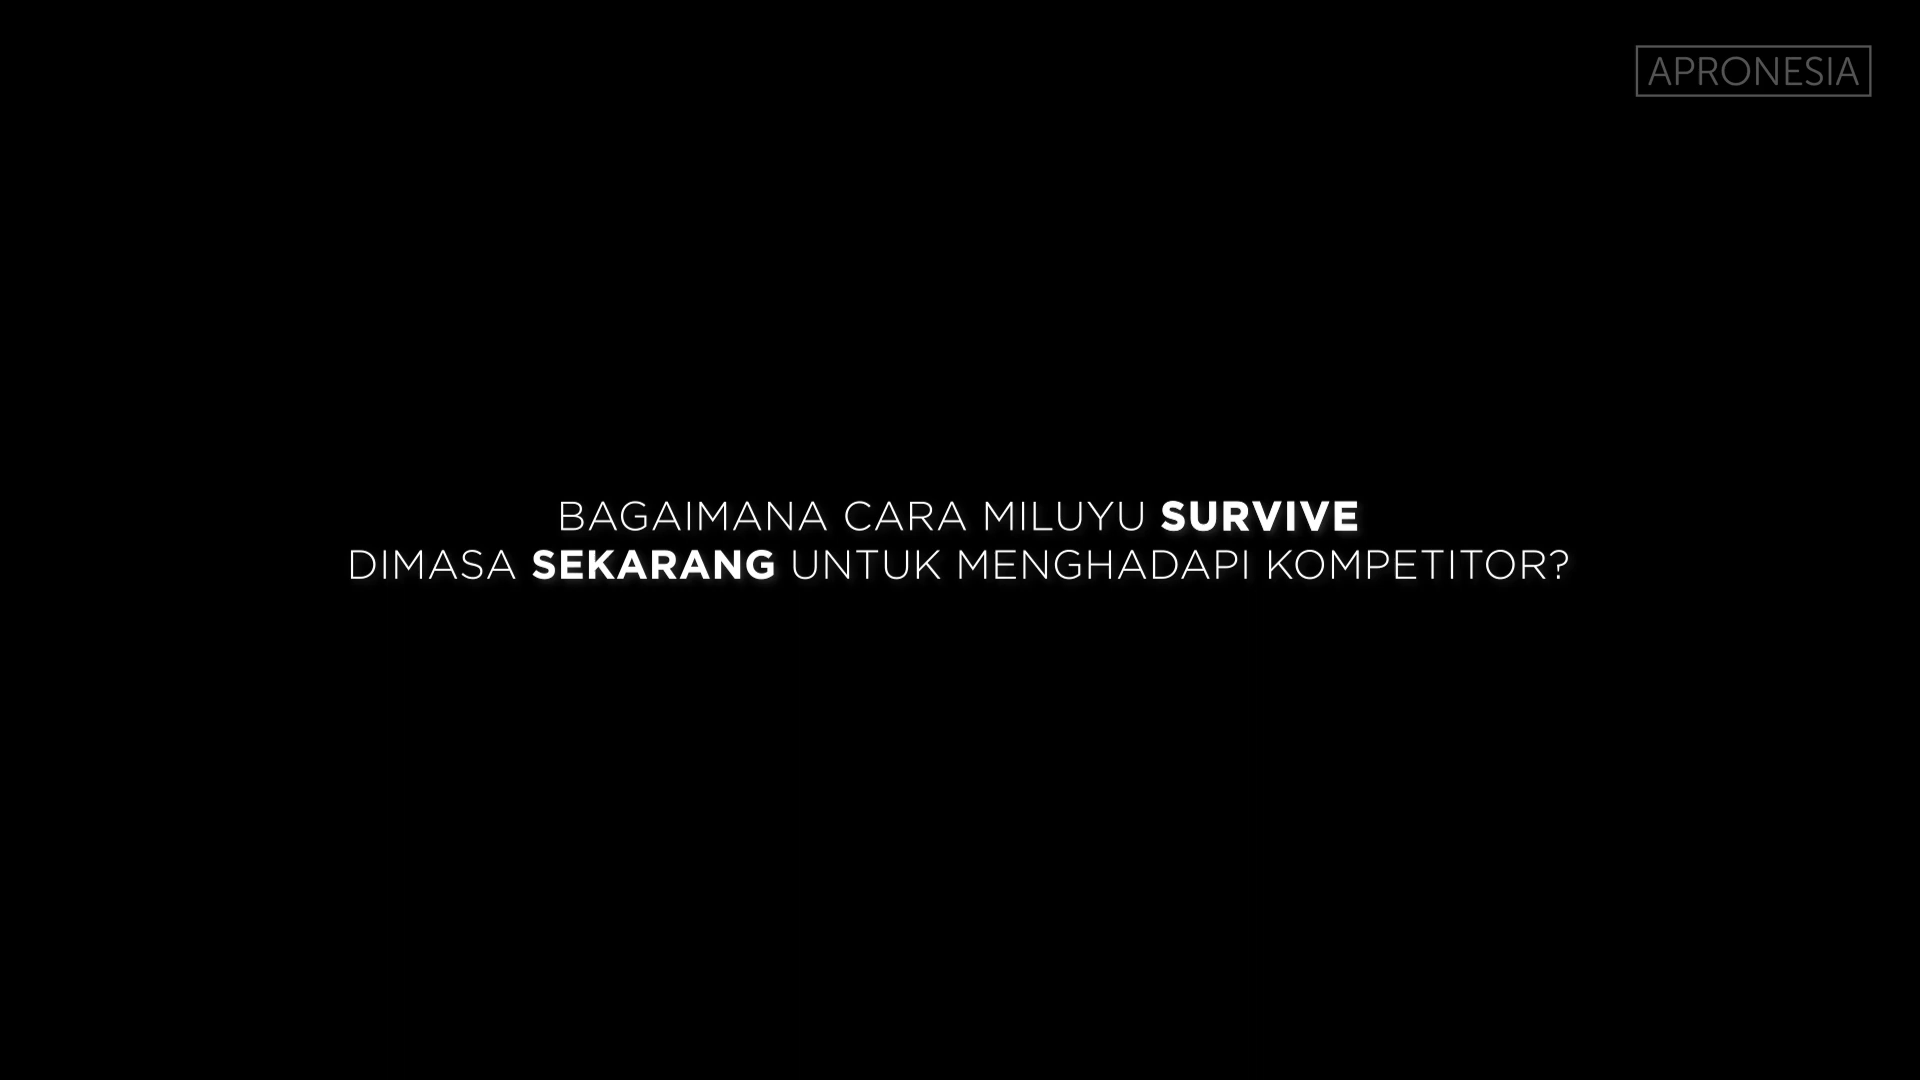 APRONESIA
BAGAIMANA CARA MILUYU SURVIVE
DIMASA SEKARANG UNTUK MENGHADAPI KOMPETITOR?